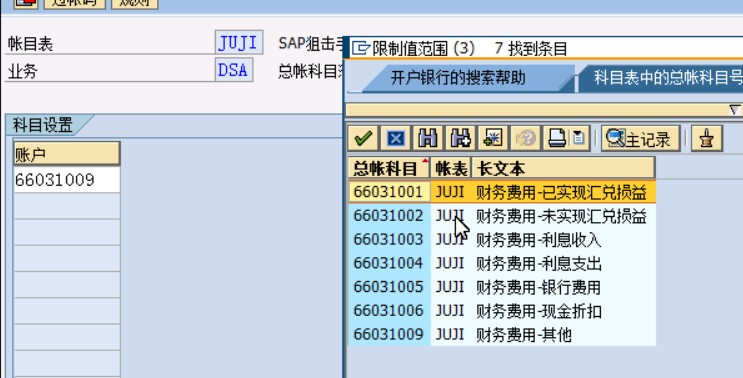 过帐码 规则
帐目表 JUJI SAP狙击手
业务 DSA 总帐科目
科目设置
账户
66031009
限制值范围 (3) 7 找到条目
开户银行的搜索帮助 科目表中的总帐科目号
主记录
总帐科目 帐表 长文本
66031001 JUJI 财务费用-已实现汇兑损益
66031002 JUJI 财务费用-未实现汇兑损益
66031003 JUJI 财务费用-利息收入
66031004 JUJI 财务费用-利息支出
66031005 JUJI 财务费用-银行费用
66031006 JUJI 财务费用-现金折扣
66031009 JUJI 财务费用-其他